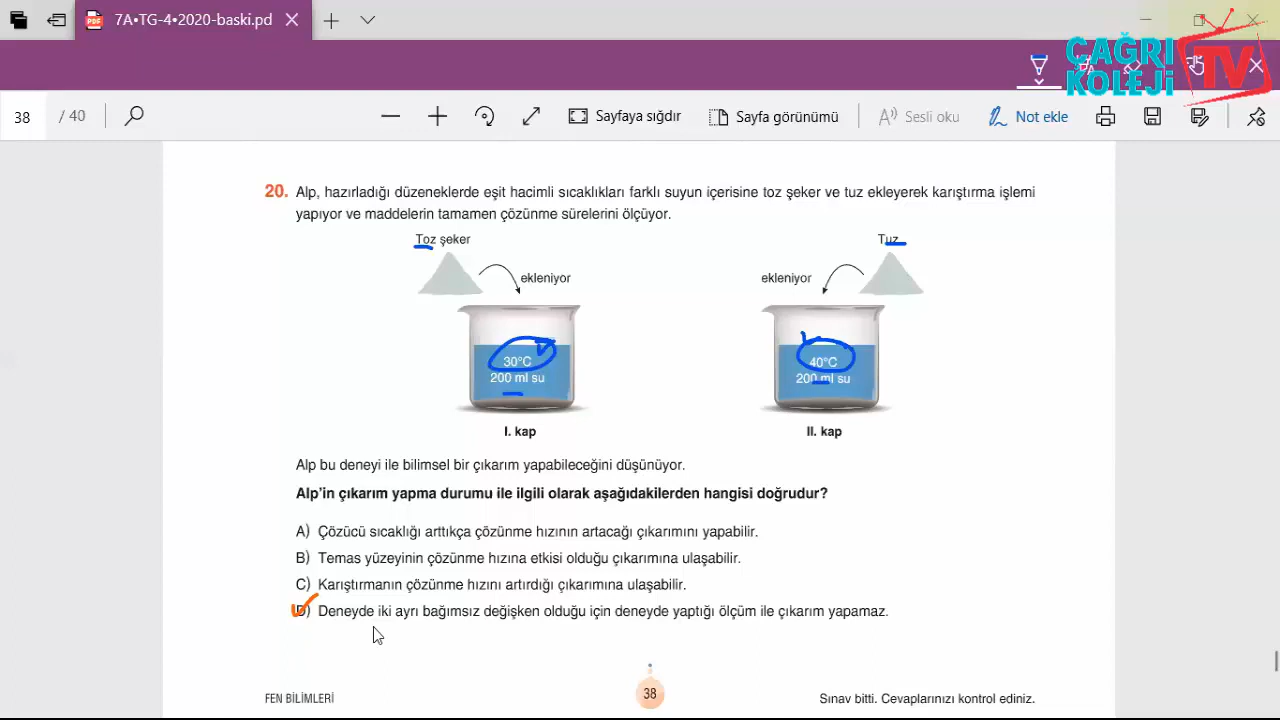 7A•TG-4•2020-baski.pd
ÇAĞRI
KOLEJİ
TV
38 / 40
Sayfaya sığdır
Sayfa görünümü
Sesli oku
Not ekle
20. Alp, hazırladığı düzeneklerde eşit hacimli sıcaklıkları farklı suyun içerisine toz şeker ve tuz ekleyerek karıştırma işlemi
yapıyor ve maddelerin tamamen çözünme sürelerini ölçüyor.
Toz şeker
Tuz
ekleniyor
ekleniyor
30°C
200 ml su
40°C
200 ml su
I. kap
II. kap
Alp bu deneyi ile bilimsel bir çıkarım yapabileceğini düşünüyor.
Alp'in çıkarım yapma durumu ile ilgili olarak aşağıdakilerden hangisi doğrudur?
A) Çözücü sıcaklığı arttıkça çözünme hızının artacağı çıkarımını yapabilir.
B) Temas yüzeyinin çözünme hızına etkisi olduğu çıkarımına ulaşabilir.
C) Karıştırmanın çözünme hızını artırdığı çıkarımına ulaşabilir.
D) Deneyde iki ayrı bağımsız değişken olduğu için deneyde yaptığı ölçüm ile çıkarım yapamaz.
FEN BİLİMLERİ
38
Sınav bitti. Cevaplarınızı kontrol ediniz.